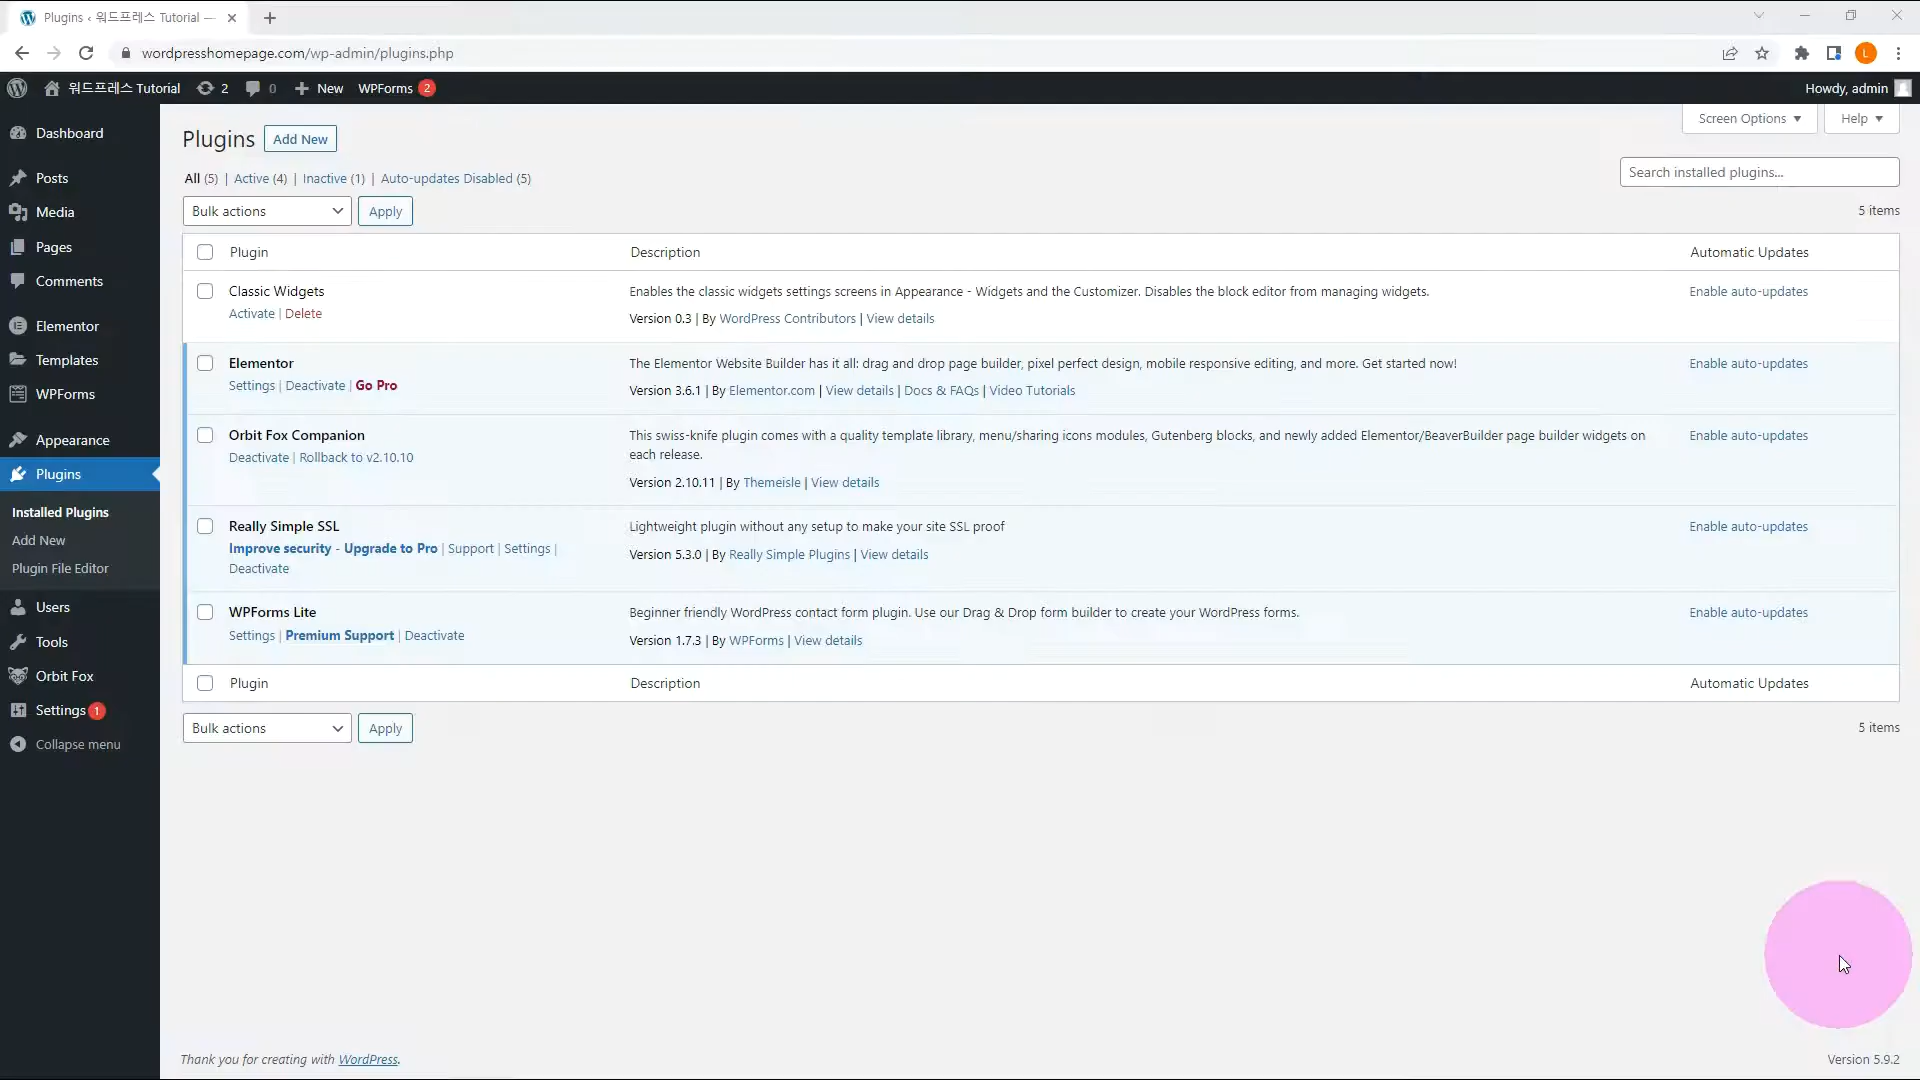 Plugins ‹ 워드프레스 Tutorial —
wordpresshomepage.com/wp-admin/plugins.php
L
워드프레스 Tutorial 2 0 New WPForms 2
Howdy, admin
Dashboard
Posts
Media
Pages
Comments
Elementor
Templates
WPForms
Appearance
Plugins
Installed Plugins
Add New
Plugin File Editor
Users
Tools
Orbit Fox
Settings 1
Collapse menu
Screen Options
Help
Plugins Add New
All (5) | Active (4) | Inactive (1) | Auto-updates Disabled (5)
Search installed plugins...
Bulk actions Apply
5 items
Plugin Description Automatic Updates
Classic Widgets
Activate | Delete
Enables the classic widgets settings screens in Appearance - Widgets and the Customizer. Disables the block editor from managing widgets.
Version 0.3 | By WordPress Contributors | View details
Enable auto-updates
Elementor
Settings | Deactivate | Go Pro
The Elementor Website Builder has it all: drag and drop page builder, pixel perfect design, mobile responsive editing, and more. Get started now!
Version 3.6.1 | By Elementor.com | View details | Docs & FAQs | Video Tutorials
Enable auto-updates
Orbit Fox Companion
Deactivate | Rollback to v2.10.10
This swiss-knife plugin comes with a quality template library, menu/sharing icons modules, Gutenberg blocks, and newly added Elementor/BeaverBuilder page builder widgets on
each release.
Version 2.10.11 | By Themeisle | View details
Enable auto-updates
Really Simple SSL
Improve security - Upgrade to Pro | Support | Settings |
Deactivate
Lightweight plugin without any setup to make your site SSL proof
Version 5.3.0 | By Really Simple Plugins | View details
Enable auto-updates
WPForms Lite
Settings | Premium Support | Deactivate
Beginner friendly WordPress contact form plugin. Use our Drag & Drop form builder to create your WordPress forms.
Version 1.7.3 | By WPForms | View details
Enable auto-updates
Plugin Description Automatic Updates
Bulk actions Apply
5 items
Thank you for creating with WordPress.
Version 5.9.2